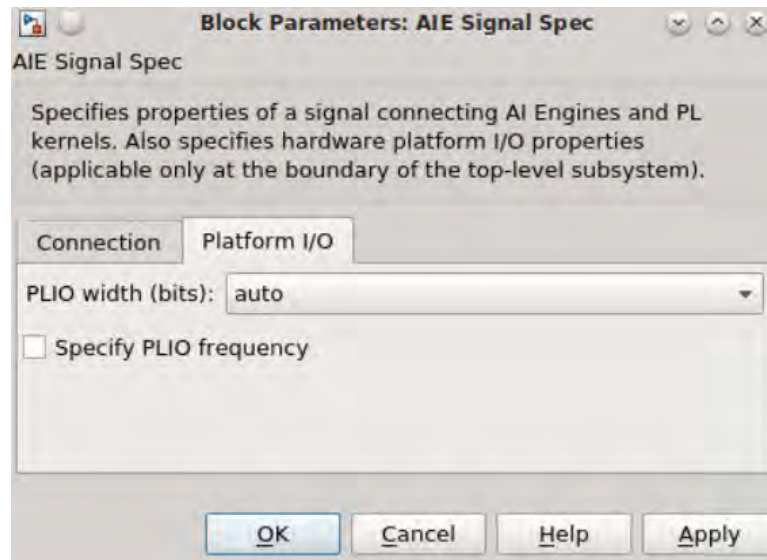 Block Parameters: AIE Signal Spec
AIE Signal Spec
Specifies properties of a signal connecting AI Engines and PL
kernels. Also specifies hardware platform I/O properties
(applicable only at the boundary of the top-level subsystem).
Connection Platform I/O
PLIO width (bits): auto
Specify PLIO frequency
OK Cancel Help Apply